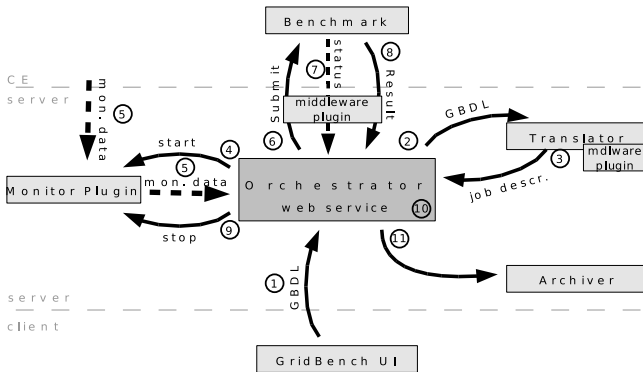 Benchmark
status
7
8
Submit
Result
CE
server
mon. data
5
middleware
plugin
GBDL
6
2
Translator
mdlware
plugin
3
job descr.
start
4
5
mon. data
Monitor Plugin
Orchestrator
web service
10
stop
9
11
1
GBDL
Archiver
server
client
GridBench UI